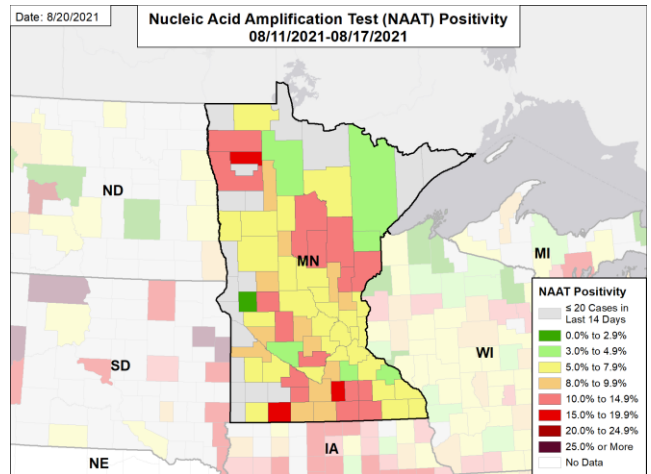 Date: 8/20/2021
Nucleic Acid Amplification Test (NAAT) Positivity
08/11/2021-08/17/2021
ND
MN
MI
SD
WI
NE
IA
NAAT Positivity
≤ 20 Cases in
Last 14 Days
0.0% to 2.9%
3.0% to 4.9%
5.0% to 7.9%
8.0% to 9.9%
10.0% to 14.9%
15.0% to 19.9%
20.0% to 24.9%
25.0% or More
No Data